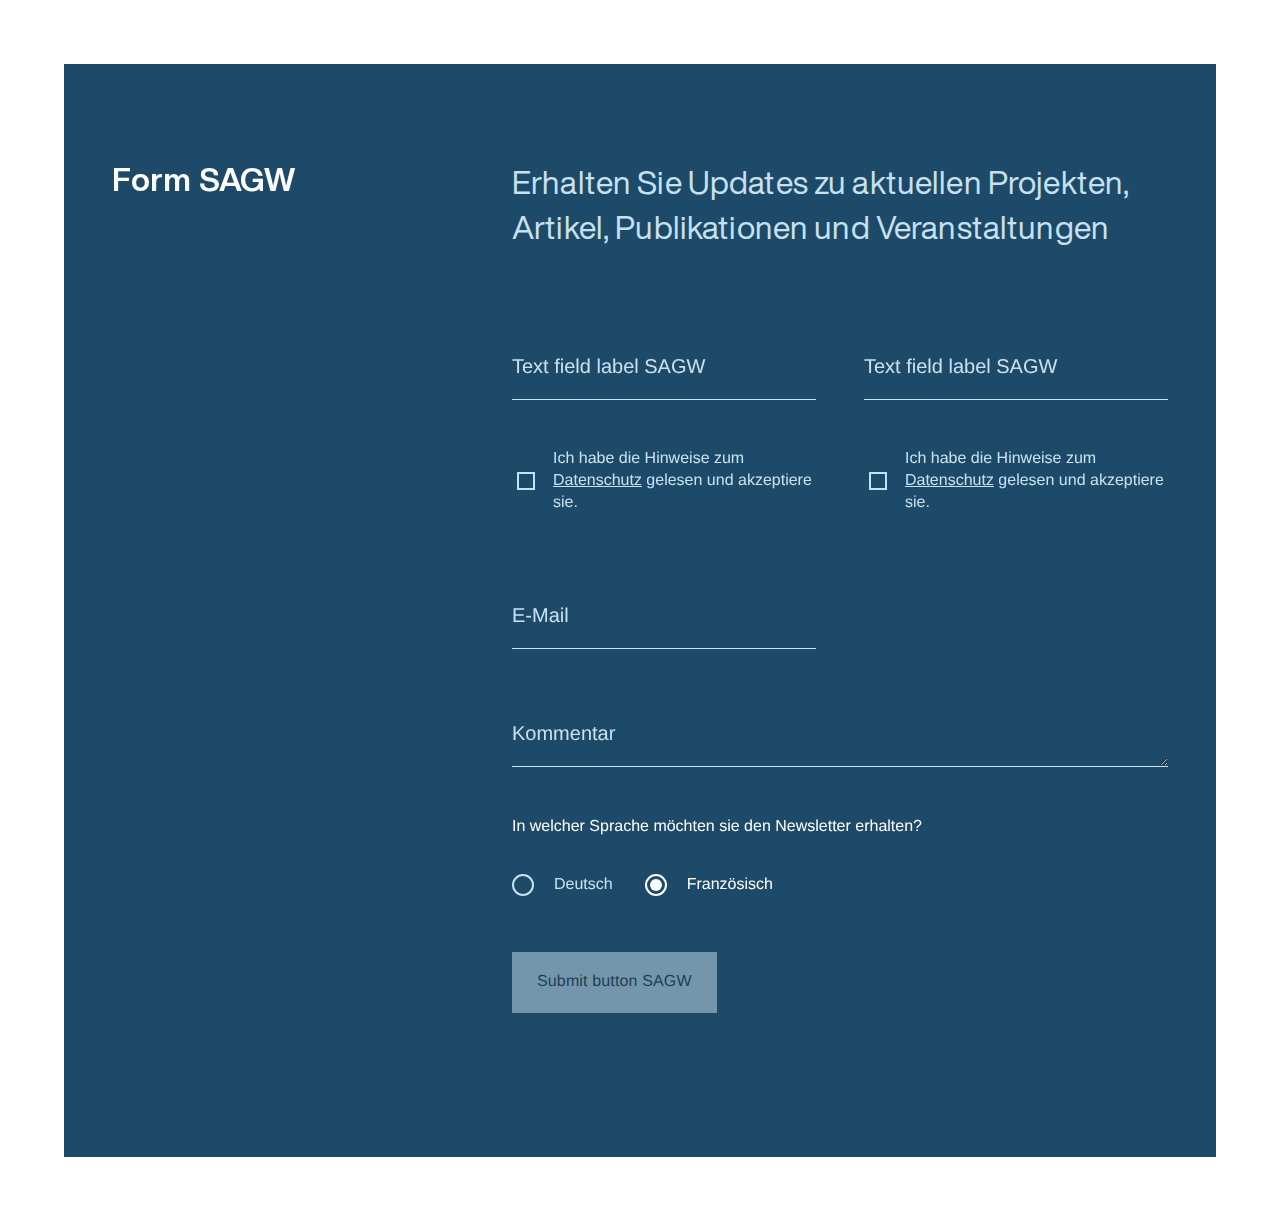 Form SAGW
Erhalten Sie Updates zu aktuellen Projekten,
Artikel, Publikationen und Veranstaltungen
Text field label SAGW
Text field label SAGW
Ich habe die Hinweise zum
Datenschutz gelesen und akzeptiere
sie.
Ich habe die Hinweise zum
Datenschutz gelesen und akzeptiere
sie.
E-Mail
Kommentar
In welcher Sprache möchten sie den Newsletter erhalten?
Deutsch
Französisch
Submit button SAGW